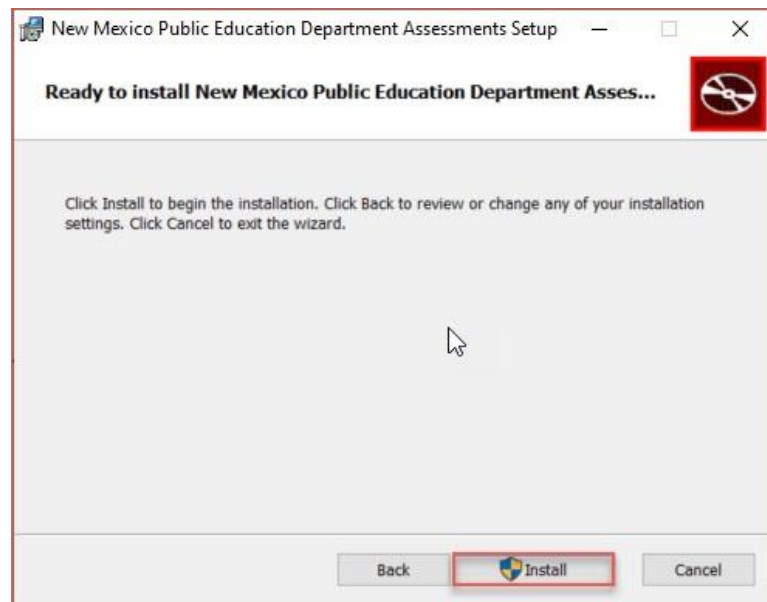 New Mexico Public Education Department Assessments Setup
Ready to install New Mexico Public Education Department Asses...
Click Install to begin the installation. Click Back to review or change any of your installation
settings. Click Cancel to exit the wizard.
Back Install Cancel